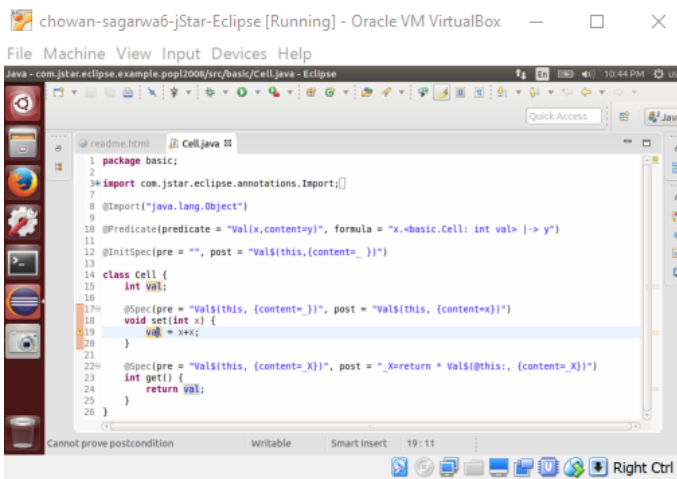 chowan-sagarwa6-jStar-Eclipse [Running] - Oracle VM VirtualBox
File Machine View Input Devices Help
Java - com.jstar.eclipse.example.popl2008/src/basic/Cell.java - Eclipse
En
10:44 PM
Quick Access
Jav
readme.html
Cell.java
1 package basic;
2
3 import com.jstar.eclipse.annotations.Import;
7
8 @Import("java.lang.Object")
9
10 @Predicate(predicate = "Val(x,content=y)", formula = "x.<basic.Cell: int val> |-> y")
11
12 @InitSpec(pre = "", post = "Val$(this,{content=_ })")
13
14 class Cell {
15 int val;
16
17 @Spec(pre = "Val$(this, {content=_})", post = "Val$(this, {content=x})")
18 void set(int x) {
19 val = x+x;
20 }
21
22 @Spec(pre = "Val$(this, {content=_X})", post = "_X=return * Val$(@this:, {content=_X})")
23 int get() {
24 return val;
25 }
26 }
Cannot prove postcondition
Writable
Smart Insert
19 : 11
Right Ctrl